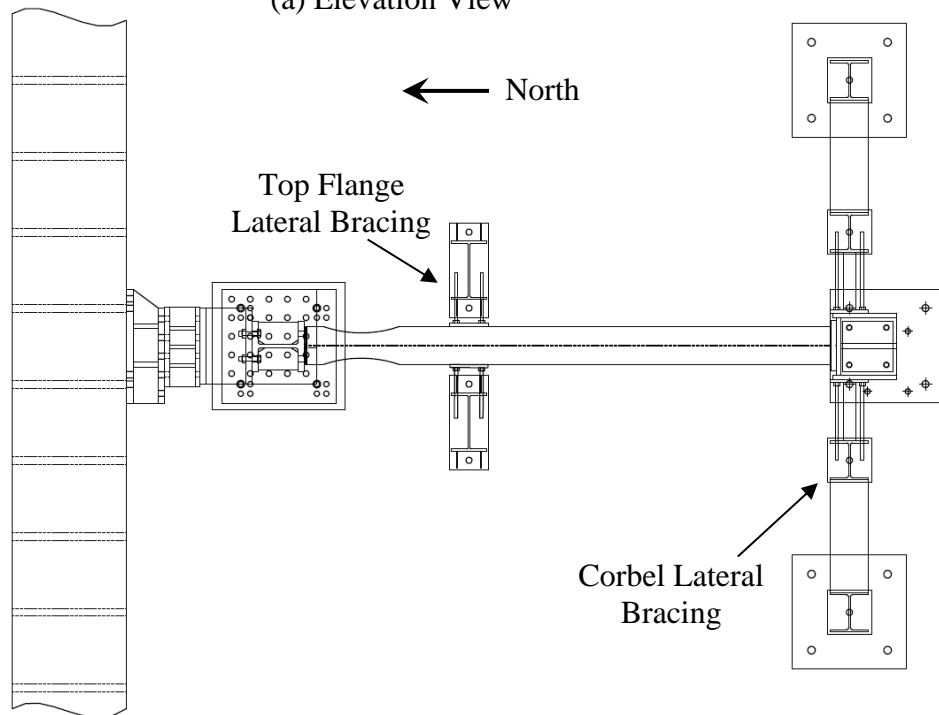 (a) Elevation View
North
Top Flange
Lateral Bracing
Corbel Lateral
Bracing